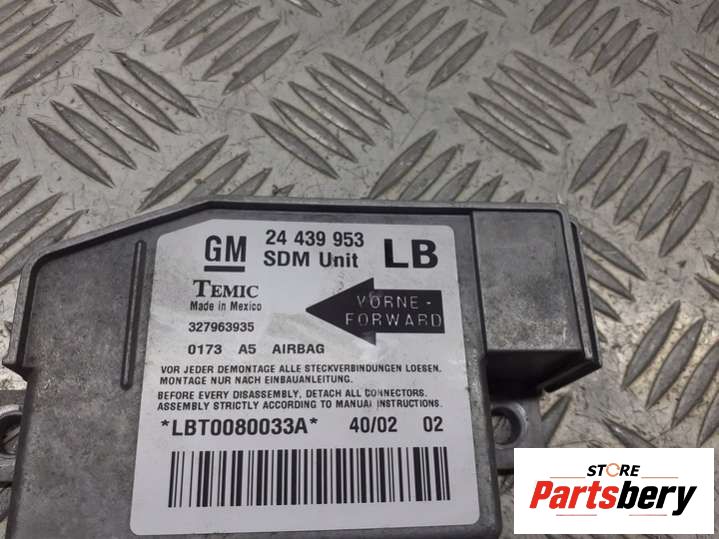 GM 24 439 953 LB
SDM Unit
TEMIC
Made in Mexico
VORNE -
FORWARD
327963935
0173 A5 AIRBAG
VOR JEDER DEMONTAGE ALLE STECKVERBINDUNGEN LOESEN.
MONTAGE NUR NACH EINBAUANLEITUNG.
BEFORE EVERY DISASSEMBLY, DETACH ALL CONNECTORS.
ASSEMBLY STRICTLY ACCORDING TO MANUAL INSTRUCTIONS.
*LBT0080033A* 40/02 02
STORE
Partsbery